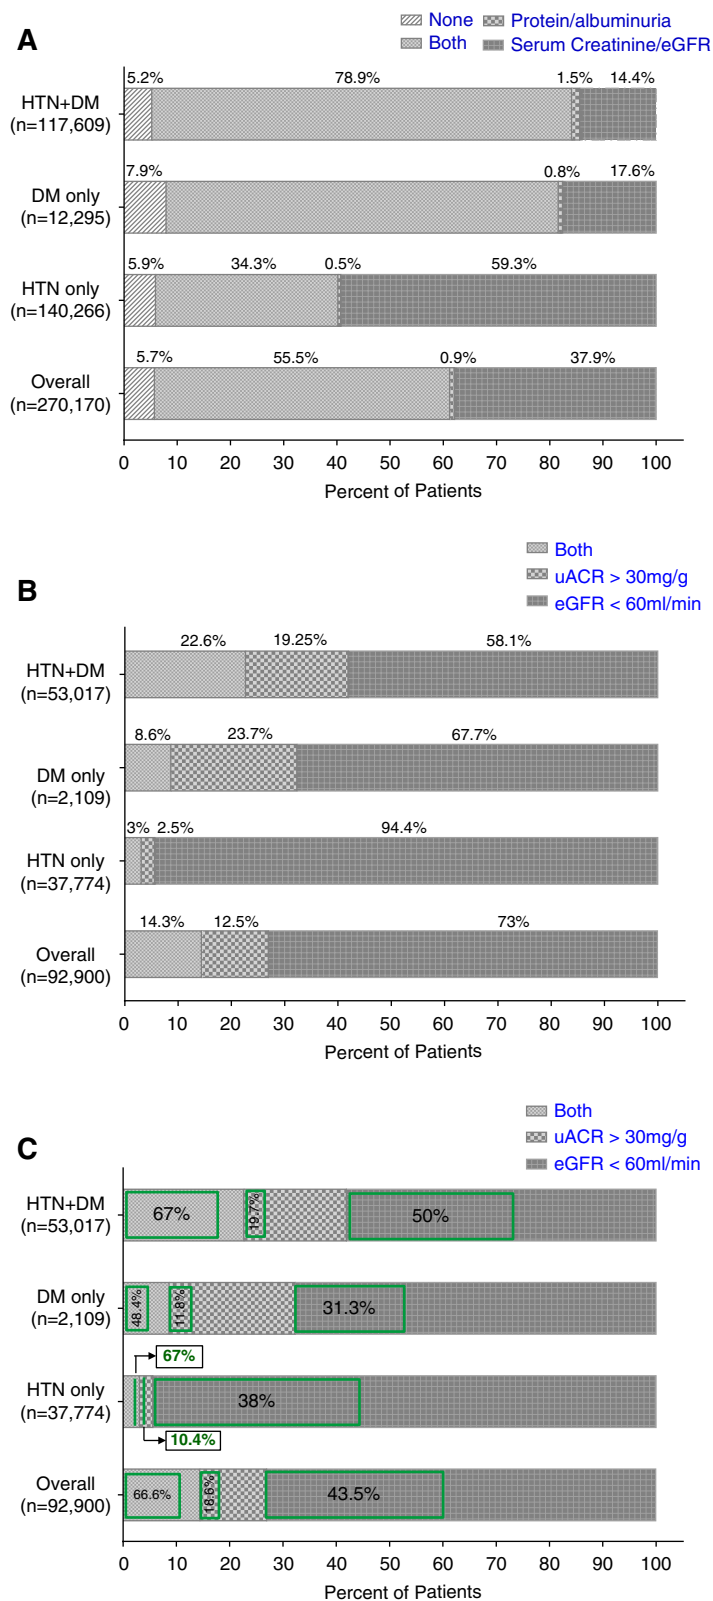 A
None
Protein/albuminuria
Both
Serum Creatinine/eGFR
5.2% 78.9% 1.5% 14.4%
HTN+DM
(n=117,609)
7.9% 0.8% 17.6%
DM only
(n=12,295)
5.9% 34.3% 0.5% 59.3%
HTN only
(n=140,266)
5.7% 55.5% 0.9% 37.9%
Overall
(n=270,170)
0 10 20 30 40 50 60 70 80 90 100
Percent of Patients
B
Both
uACR > 30mg/g
eGFR < 60ml/min
22.6% 19.25% 58.1%
HTN+DM
(n=53,017)
8.6% 23.7% 67.7%
DM only
(n=2,109)
3% 2.5% 94.4%
HTN only
(n=37,774)
14.3% 12.5% 73%
Overall
(n=92,900)
0 10 20 30 40 50 60 70 80 90 100
Percent of Patients
C
Both
uACR > 30mg/g
eGFR < 60ml/min
HTN+DM
(n=53,017)
67% 19.7% 50%
DM only
(n=2,109)
48.4% 11.8% 31.3%
67%
HTN only
(n=37,774)
38%
10.4%
Overall
(n=92,900)
66.6% 18.6% 43.5%
0 10 20 30 40 50 60 70 80 90 100
Percent of Patients